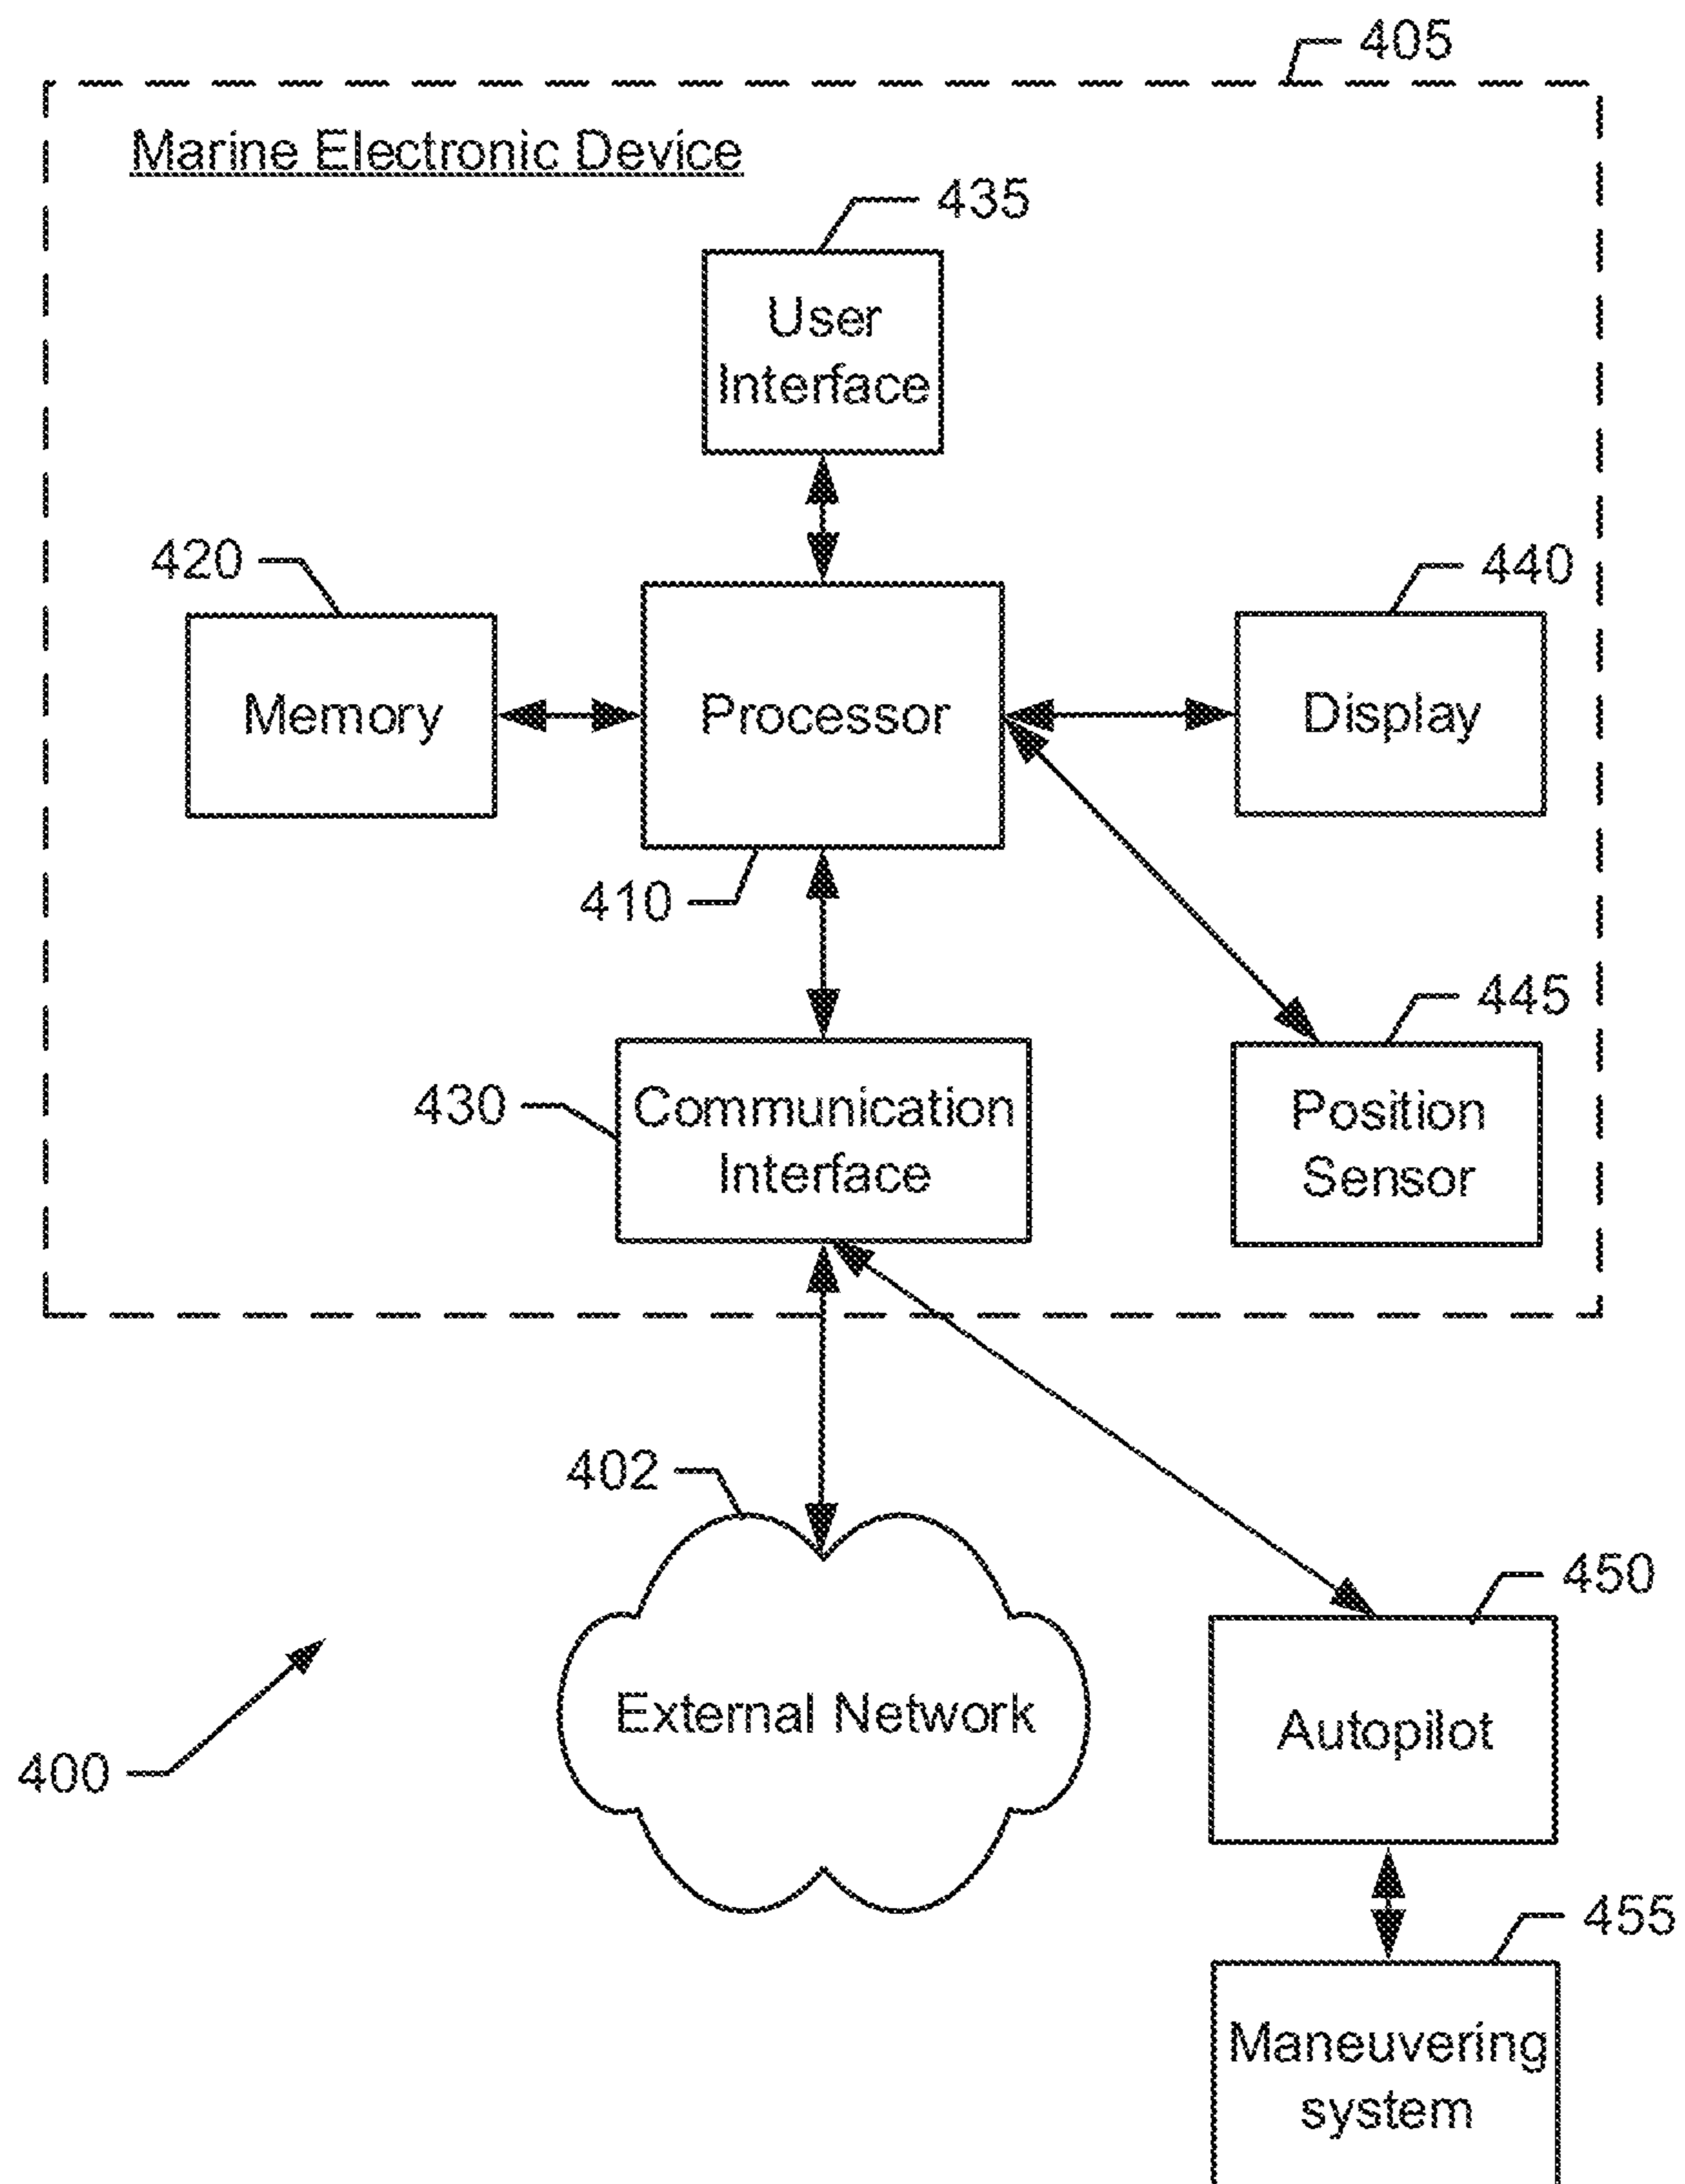 405
Marine Electronic Device
435
User
Interface
420
440
Memory
Processor
Display
410
445
430
Communication
Interface
Position
Sensor
402
450
External Network
Autopilot
400
455
Maneuvering
system